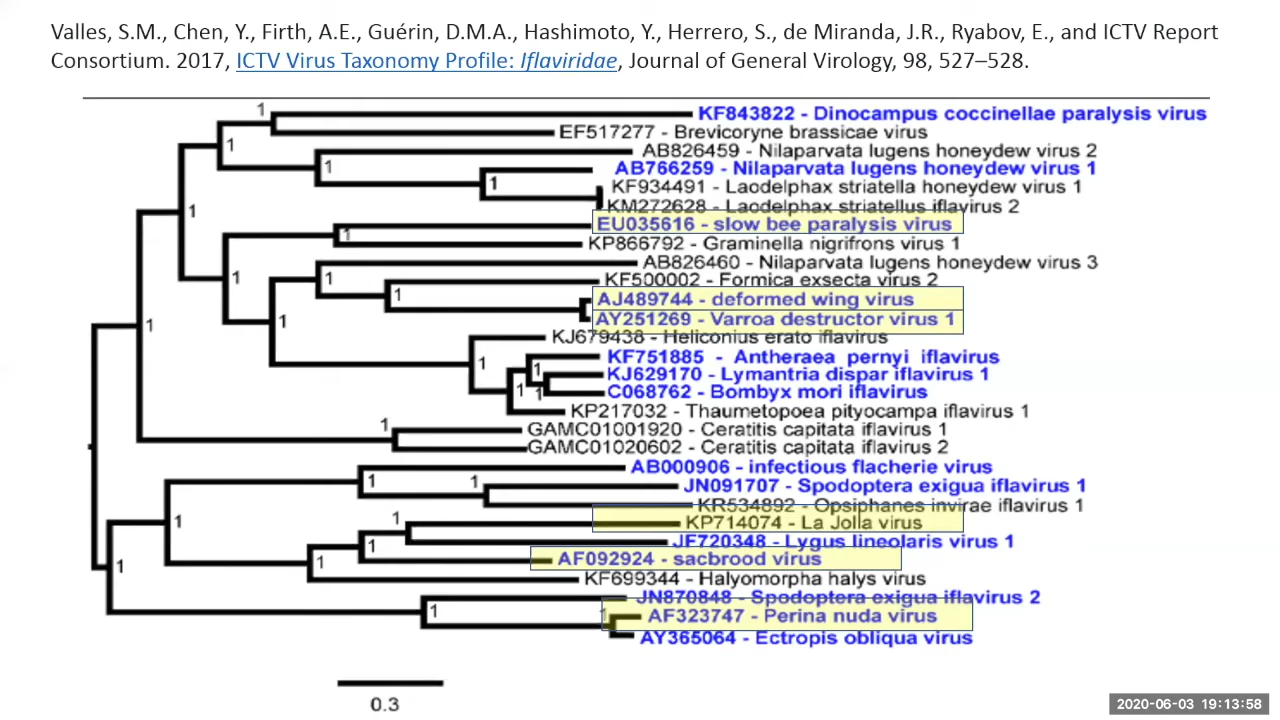 Valles, S.M., Chen, Y., Firth, A.E., Guérin, D.M.A., Hashimoto, Y., Herrero, S., de Miranda, J.R., Ryabov, E., and ICTV Report
Consortium. 2017, ICTV Virus Taxonomy Profile: Iflaviridae, Journal of General Virology, 98, 527–528.
1
KF843822 - Dinocampus coccinellae paralysis virus
EF517277 - Brevicoryne brassicae virus
1
AB826459 - Nilaparvata lugens honeydew virus 2
1
AB766259 - Nilaparvata lugens honeydew virus 1
1
KF934491 - Laodelphax striatella honeydew virus 1
KM272628 - Laodelphax striatellus iflavirus 2
1
EU035616 - slow bee paralysis virus
1
KP866792 - Graminella nigrifrons virus 1
AB826460 - Nilaparvata lugens honeydew virus 3
1
1
KF500002 - Formica exsecta virus 2
1
AJ489744 - deformed wing virus
1
AY251269 - Varroa destructor virus 1
1
KJ679438 - Heliconius erato iflavirus
KF751885 - Antheraea pernyi iflavirus
1
1
KJ629170 - Lymantria dispar iflavirus 1
1
1
C068762 - Bombyx mori iflavirus
KP217032 - Thaumetopoea pityocampa iflavirus 1
1
GAMC01001920 - Ceratitis capitata iflavirus 1
GAMC01020602 - Ceratitis capitata iflavirus 2
AB000906 - infectious flacherie virus
1
1
JN091707 - Spodoptera exigua iflavirus 1
KR534892 - Opsiphanes invirae iflavirus 1
1
1
KP714074 - La Jolla virus
JF720348 - Lygus lineolaris virus 1
1
AF092924 - sacbrood virus
1
1
KF699344 - Halyomorpha halys virus
JN870848 - Spodoptera exigua iflavirus 2
1
1
AF323747 - Perina nuda virus
AY365064 - Ectropis obliqua virus
0.3
2020-06-03 19:13:58